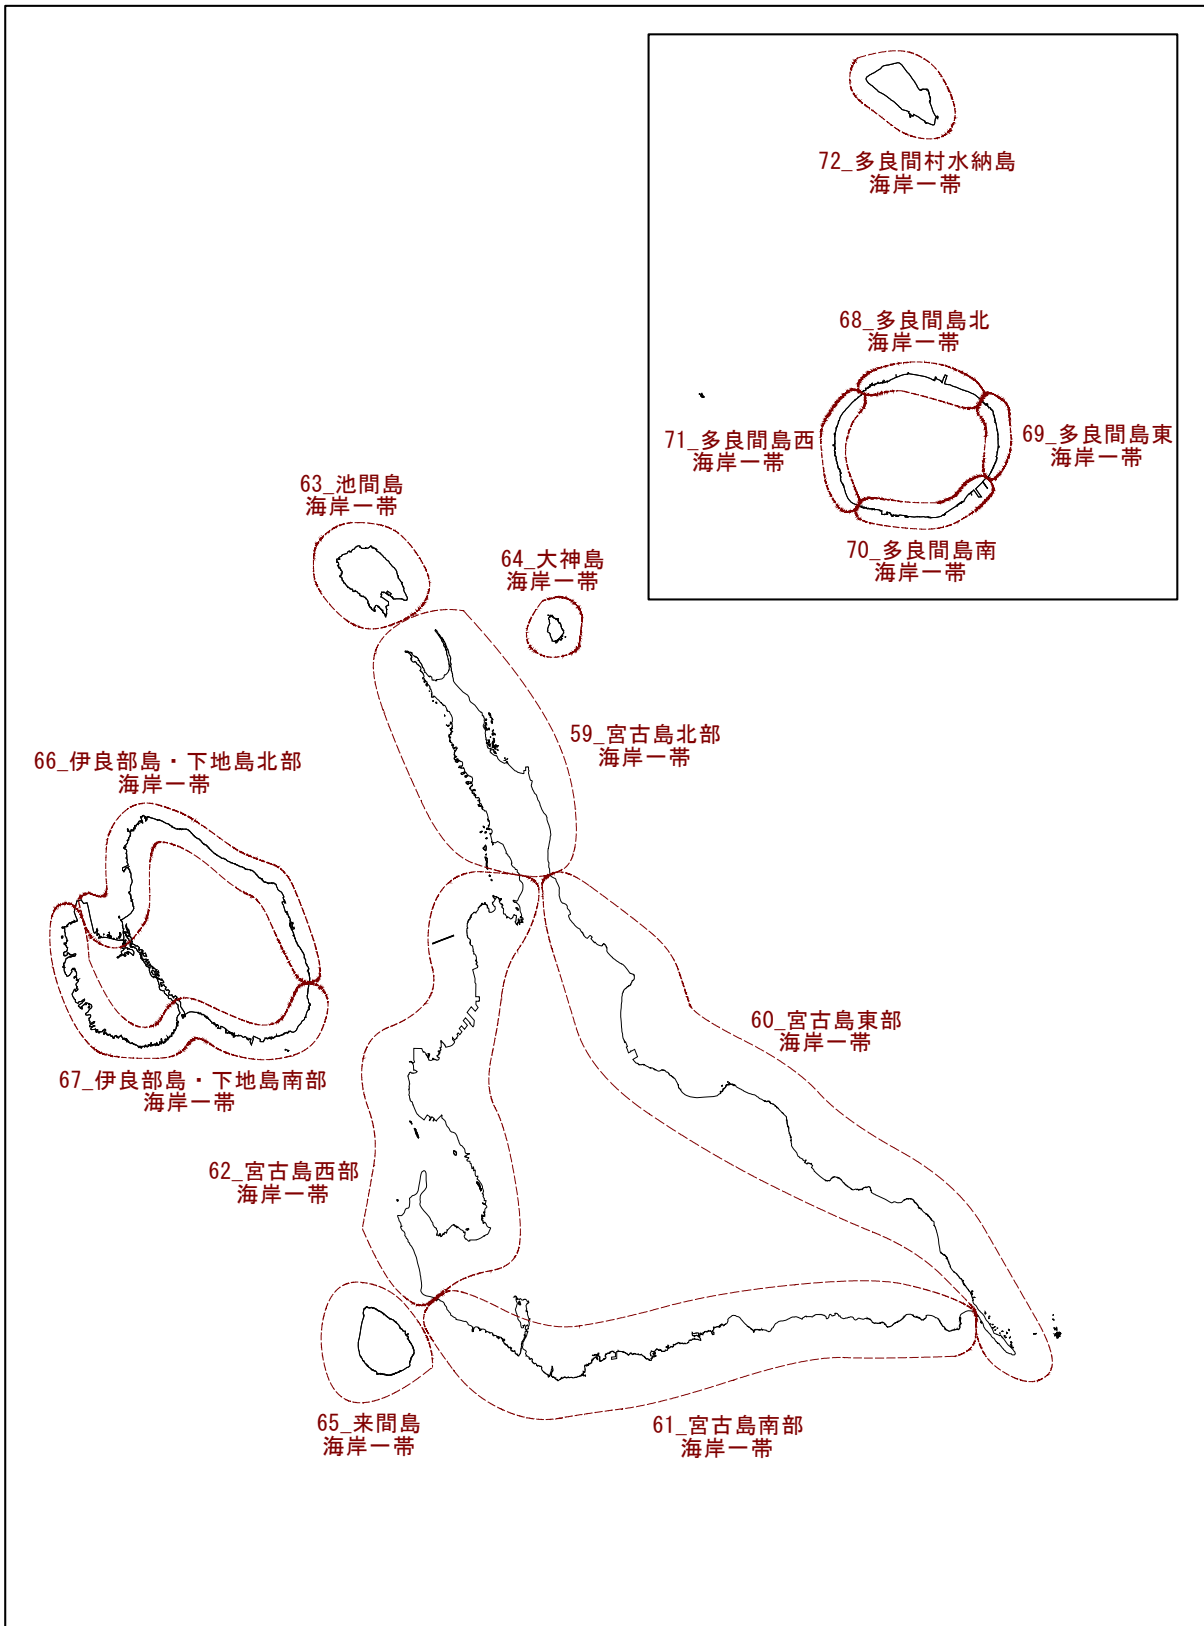 72_多良間村水納島
海岸一帯
68_多良間島北
海岸一帯
71_多良間島西
海岸一帯
69_多良間島東
海岸一帯
70_多良間島南
海岸一帯
63_池間島
海岸一帯
64_大神島
海岸一帯
59_宮古島北部
海岸一帯
66_伊良部島・下地島北部
海岸一帯
60_宮古島東部
海岸一帯
67_伊良部島・下地島南部
海岸一帯
62_宮古島西部
海岸一帯
65_来間島
海岸一帯
61_宮古島南部
海岸一帯